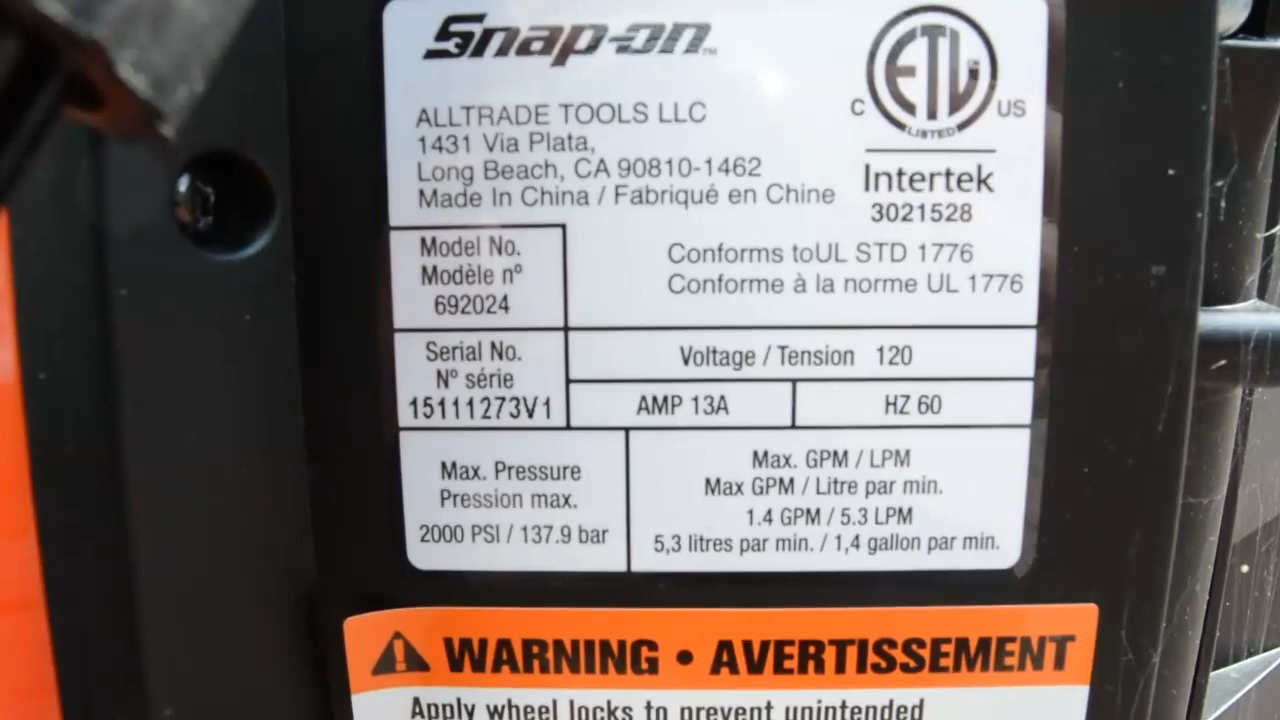 Snap-on™
ALLTRADE TOOLS LLC
1431 Via Plata,
Long Beach, CA 90810-1462
Made In China / Fabriqué en Chine
C ETL US
LISTED
Intertek
3021528
Model No.
Modèle nº
692024
Conforms toUL STD 1776
Conforme à la norme UL 1776
Serial No.
Nº série
15111273V1
Voltage / Tension 120
AMP 13A
HZ 60
Max. Pressure
Pression max.
2000 PSI / 137.9 bar
Max. GPM / LPM
Max GPM / Litre par min.
1.4 GPM / 5.3 LPM
5,3 litres par min. / 1,4 gallon par min.
WARNING • AVERTISSEMENT
Apply wheel locks to prevent unintended